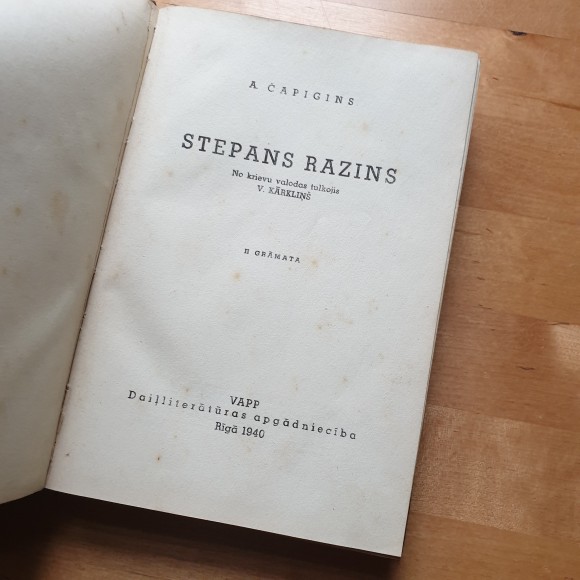 A. ČAPIGINS
STEPANS RAZINS
No krievu valodas tulkojis
V. KĀRKLIŅŠ
II GRĀMATA
VAPP
Daiļliterātūras apgādniecība
Rīgā 1940